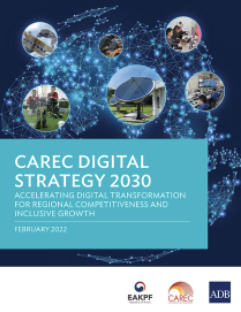 CAREC DIGITAL
STRATEGY 2030
ACCELERATING DIGITAL TRANSFORMATION
FOR REGIONAL COMPETITIVENESS AND
INCLUSIVE GROWTH
FEBRUARY 2022
EAKPF
CAREC
ADB